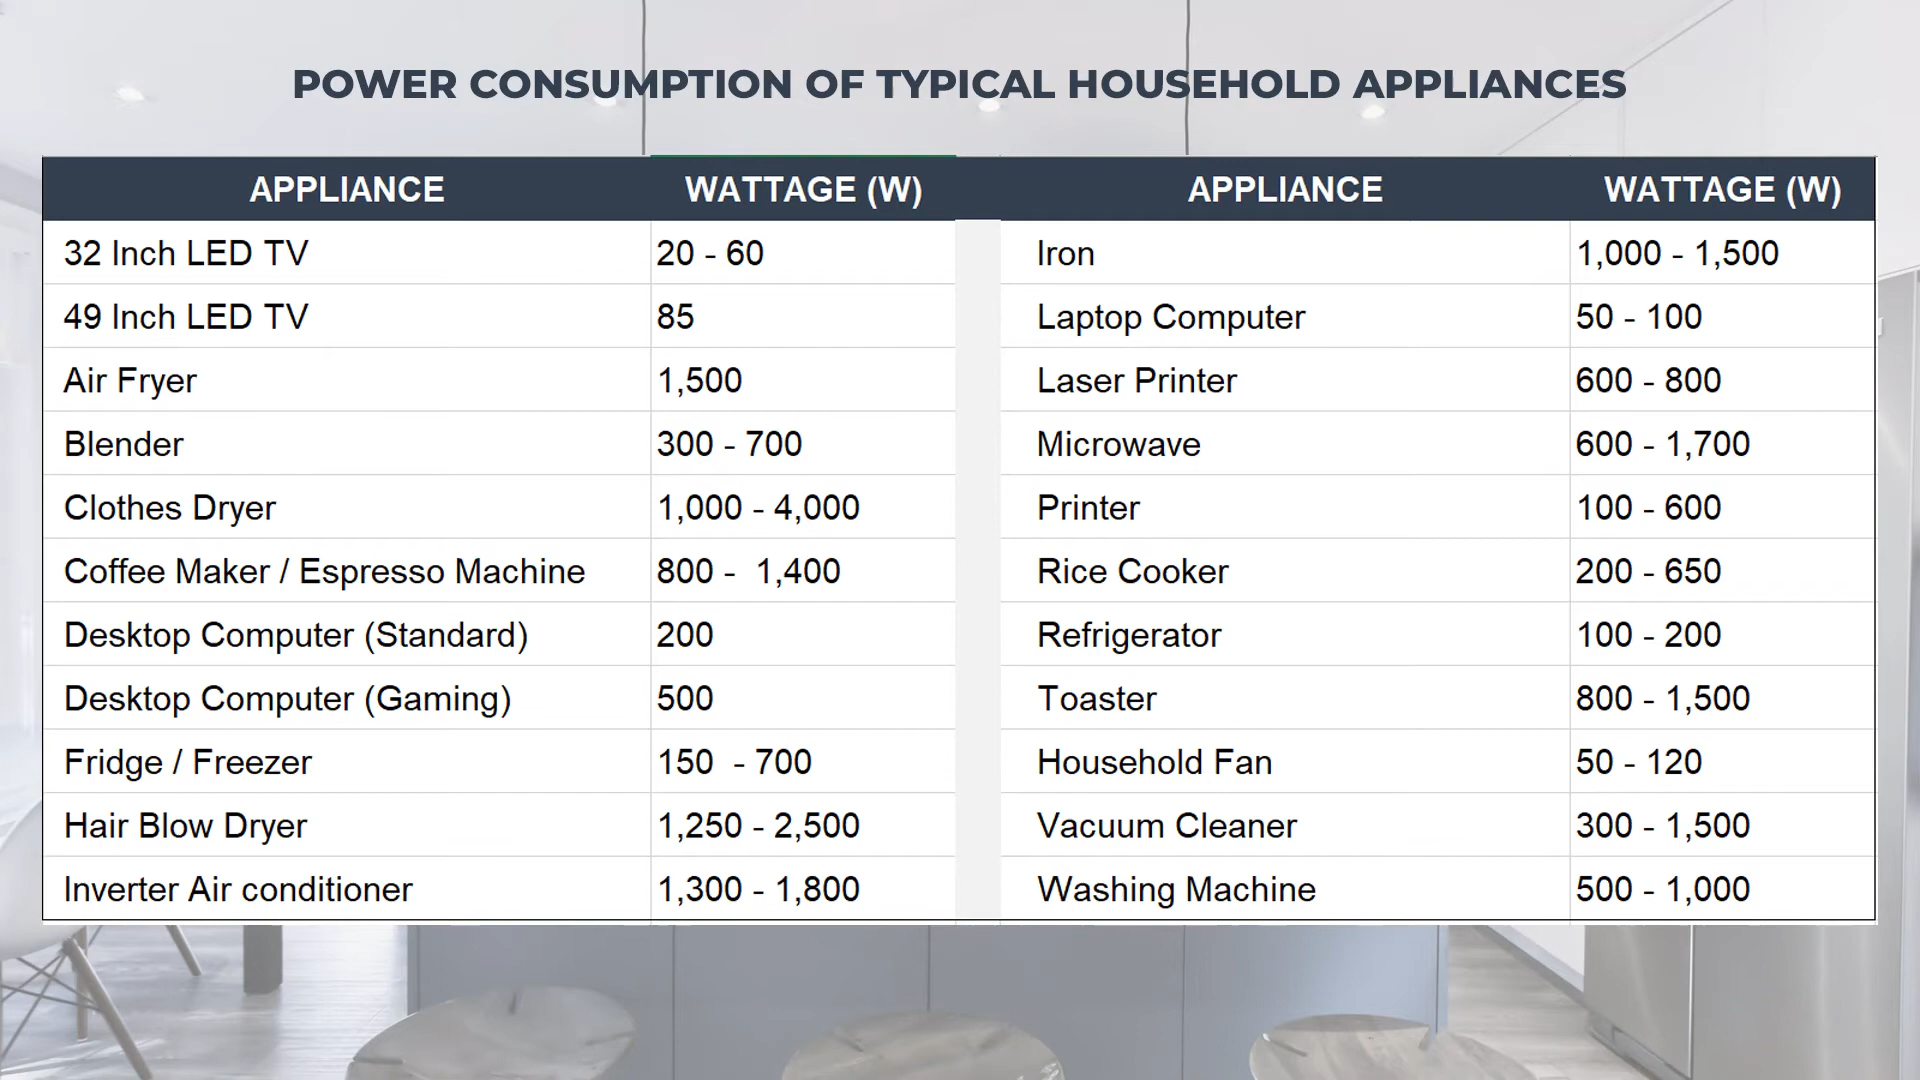 POWER CONSUMPTION OF TYPICAL HOUSEHOLD APPLIANCES
APPLIANCE WATTAGE (W) APPLIANCE WATTAGE (W)
32 Inch LED TV 20 - 60 Iron 1,000 - 1,500
49 Inch LED TV 85 Laptop Computer 50 - 100
Air Fryer 1,500 Laser Printer 600 - 800
Blender 300 - 700 Microwave 600 - 1,700
Clothes Dryer 1,000 - 4,000 Printer 100 - 600
Coffee Maker / Espresso Machine 800 -  1,400 Rice Cooker 200 - 650
Desktop Computer (Standard) 200 Refrigerator 100 - 200
Desktop Computer (Gaming) 500 Toaster 800 - 1,500
Fridge / Freezer 150  - 700 Household Fan 50 - 120
Hair Blow Dryer 1,250 - 2,500 Vacuum Cleaner 300 - 1,500
Inverter Air conditioner 1,300 - 1,800 Washing Machine 500 - 1,000